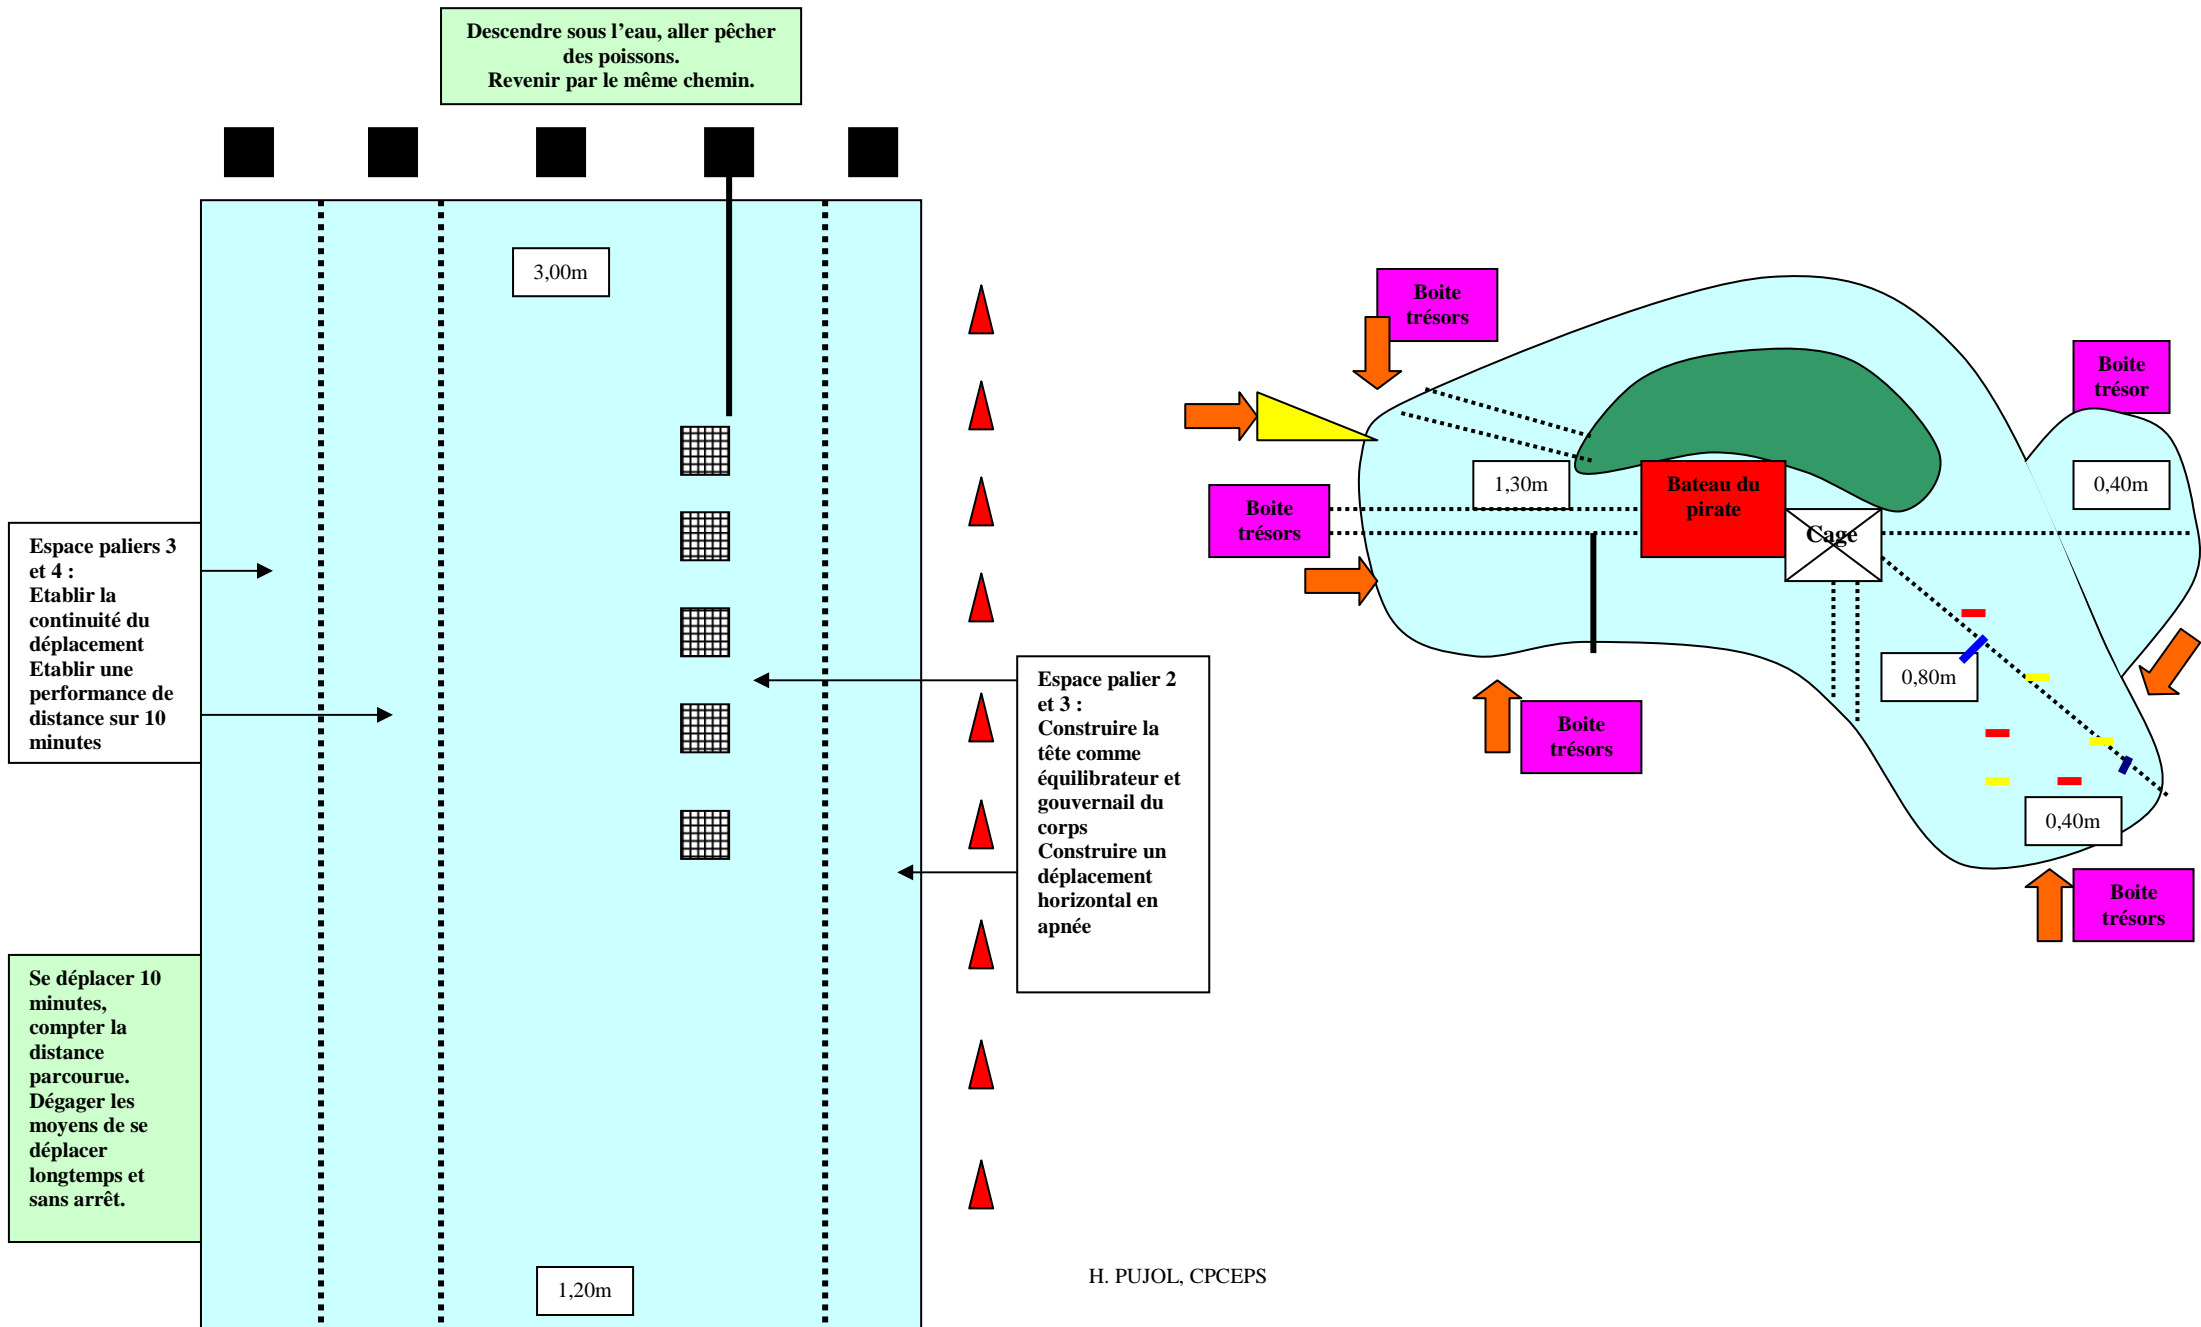 Descendre sous l'eau, aller pêcher
des poissons.
Revenir par le même chemin.
3,00m
Espace paliers 3
et 4 :
Etablir la
continuité du
déplacement
Etablir une
performance de
distance sur 10
minutes
Se déplacer 10
minutes,
compter la
distance
parcourue.
Dégager les
moyens de se
déplacer
longtemps et
sans arrêt.
1,20m
Espace palier 2
et 3 :
Construire la
tête comme
équilibrateur et
gouvernail du
corps
Construire un
déplacement
horizontal en
apnée
Boite
trésors
Boite
trésor
1,30m
Bateau du
pirate
0,40m
Boite
trésors
Cage
0,80m
Boite
trésors
0,40m
Boite
trésors
H. PUJOL, CPCEPS